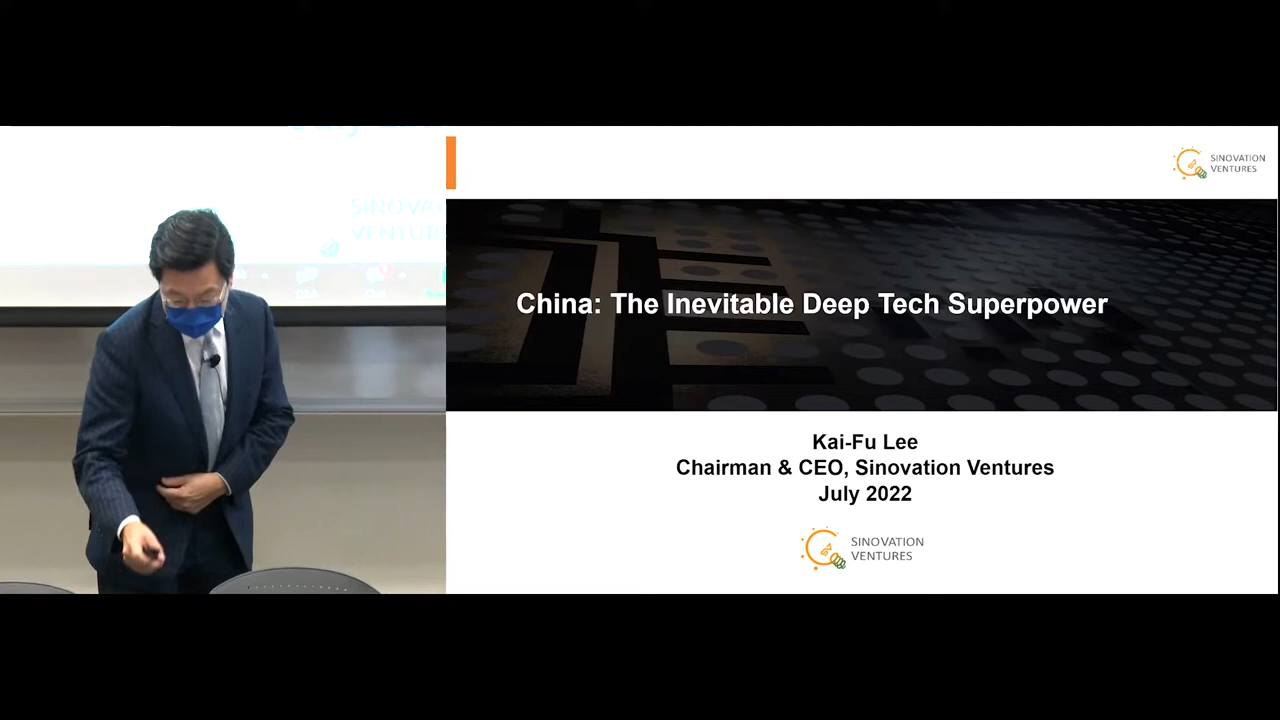 SINOVATION
VENTURES
China: The Inevitable Deep Tech Superpower
Kai-Fu Lee
Chairman & CEO, Sinovation Ventures
July 2022
SINOVATION
VENTURES